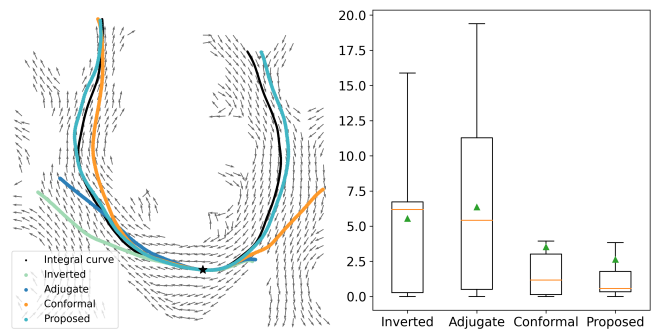 Integral curve
Inverted
Adjugate
Conformal
Proposed
20.0
17.5
15.0
12.5
10.0
7.5
5.0
2.5
0.0
Inverted Adjugate Conformal Proposed